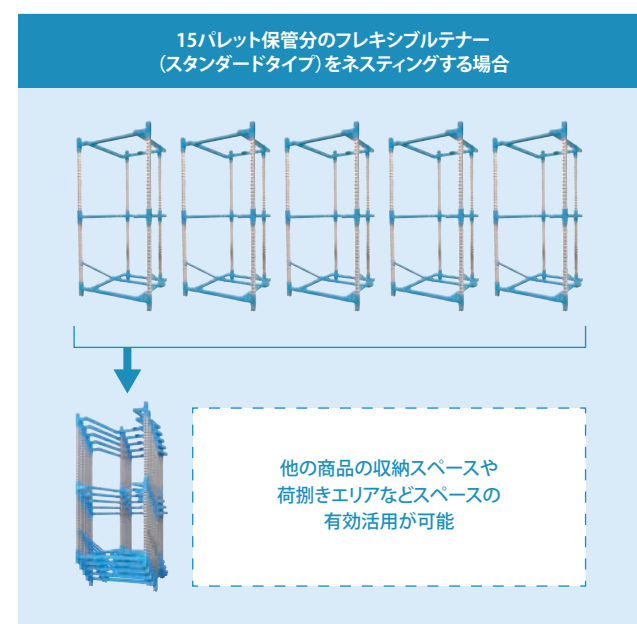 15パレット保管分のフレキシブルテナー
（スタンダードタイプ）をネスティングする場合
他の商品の収納スペースや
荷捌きエリアなどスペースの
有効活用が可能